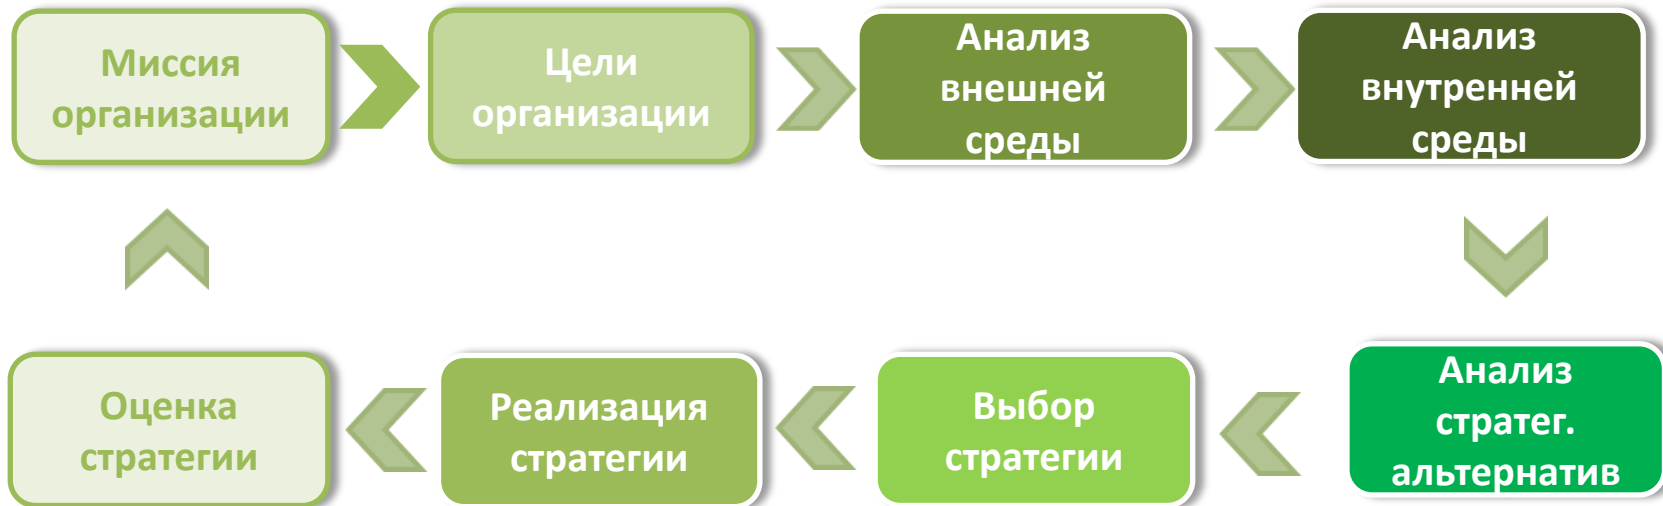 Миссия
организации
Цели
организации
Анализ
внешней
среды
Анализ
внутренней
среды
Оценка
стратегии
Реализация
стратегии
Выбор
стратегии
Анализ
стратег.
альтернатив